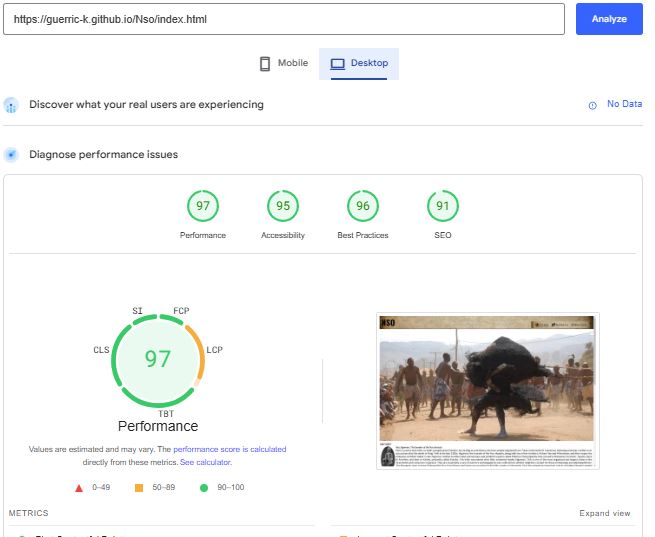 https://guerric-k.github.io/Nso/index.html
Analyze
Mobile
Desktop
Discover what your real users are experiencing
No Data
Diagnose performance issues
97
95
96
91
Performance
Accessibility
Best Practices
SEO
SI
FCP
CLS
LCP
97
TBT
Performance
NSO
Values are estimated and may vary. The performance score is calculated
directly from these metrics. See calculator.
0–49
50–89
90–100
METRICS
Expand view